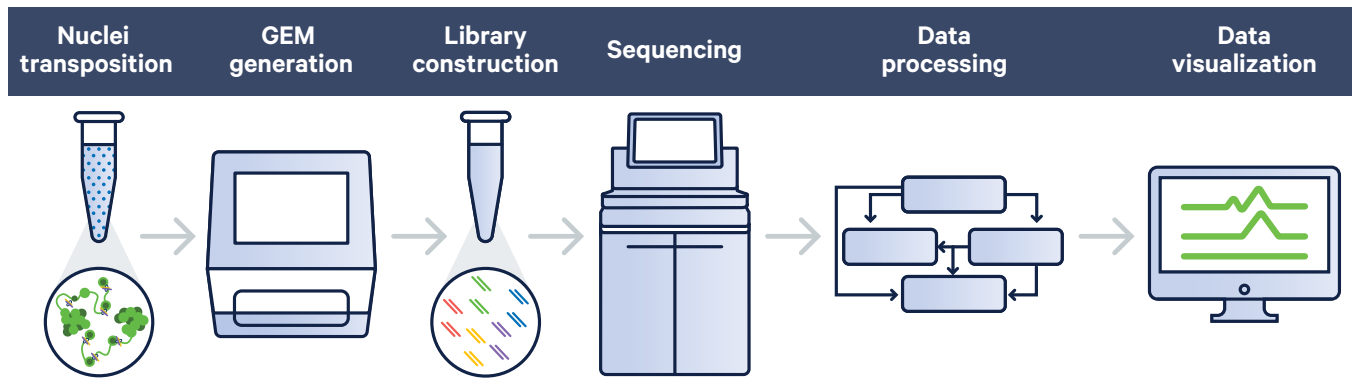 Nuclei
transposition
GEM
generation
Library
construction
Sequencing
Data
processing
Data
visualization